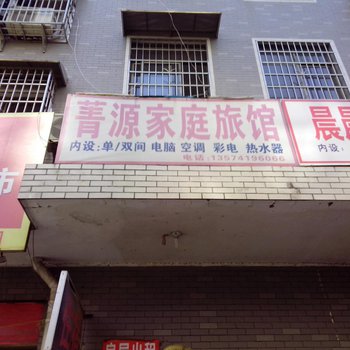 菁源家庭旅馆
内设:单/双间 电脑 空调 彩电 热水器
电话:13574196066
晨
内设:
市